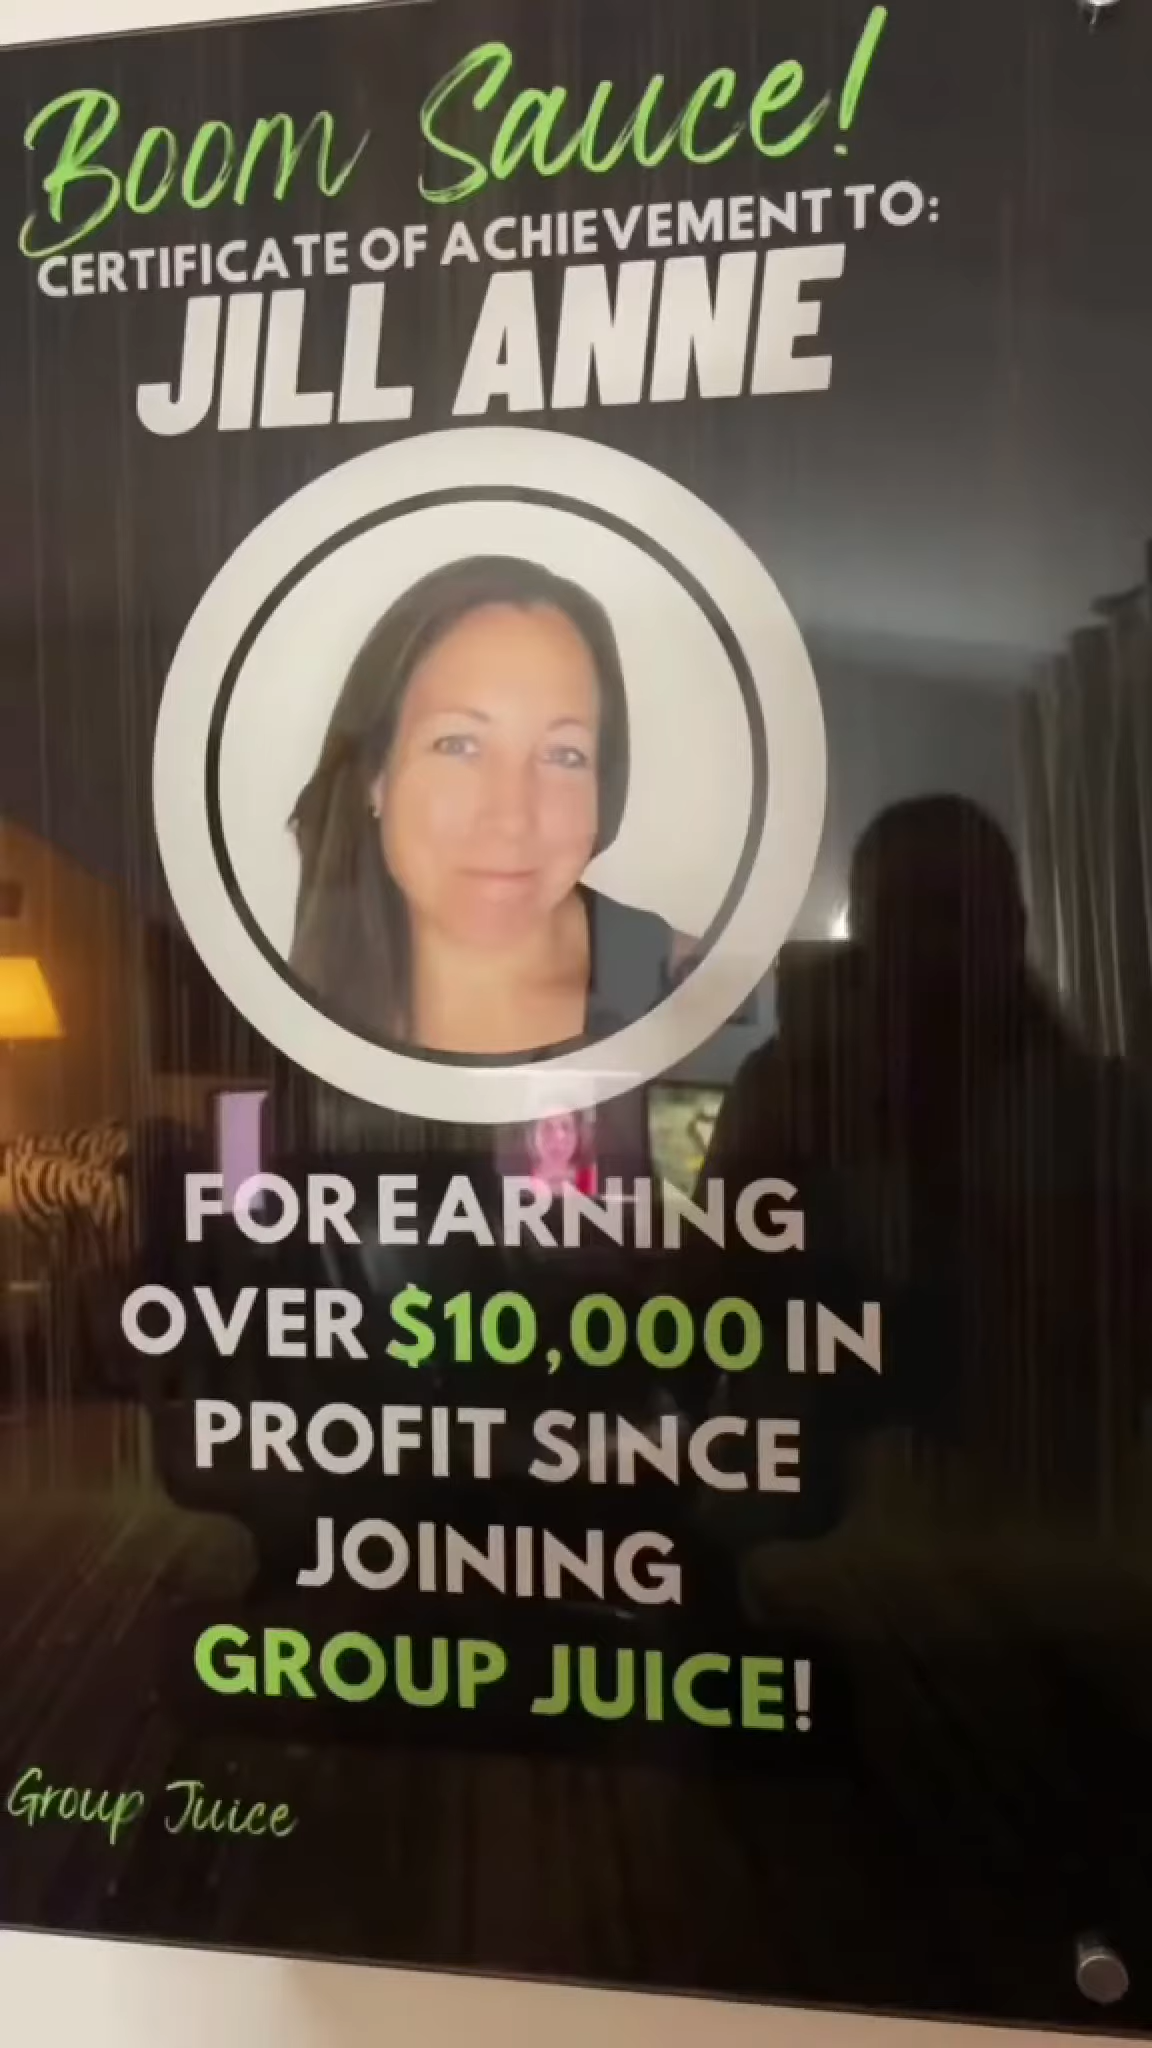 Boom Sauce!
CERTIFICATE OF ACHIEVEMENT TO:
JILL ANNE
FOR EARNING
OVER $10,000 IN
PROFIT SINCE
JOINING
GROUP JUICE!
Group Juice